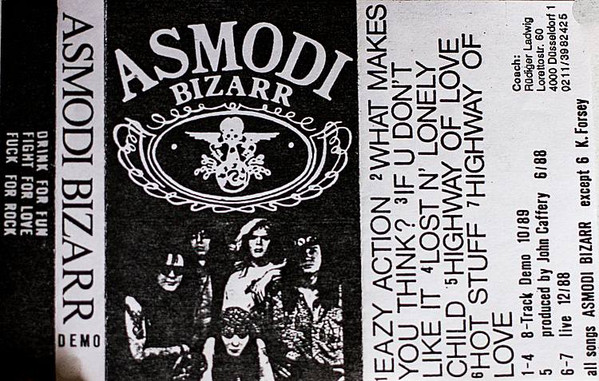 DRINK FOR FUN
FIGHT FOR LOVE
FUCK FOR ROCK
ASMODI BIZARR
DEMO
ASMODI
BIZARR
1EAZY ACTION 2WHAT MAKES
YOU THINK? 3IF U DON'T
LIKE IT 4LOST N' LONELY
CHILD 5HIGHWAY OF LOVE
6HOT STUFF 7HIGHWAY OF
LOVE
1-4 8-Track Demo 10/89
5 produced by John Caffery 6/88
6-7 live 12/88
all songs ASMODI BIZARR except 6 K.Forsey
Coach:
Rüdiger Ladwig
Lorettostr. 60
4000 Düsseldorf 1
0211/3982425